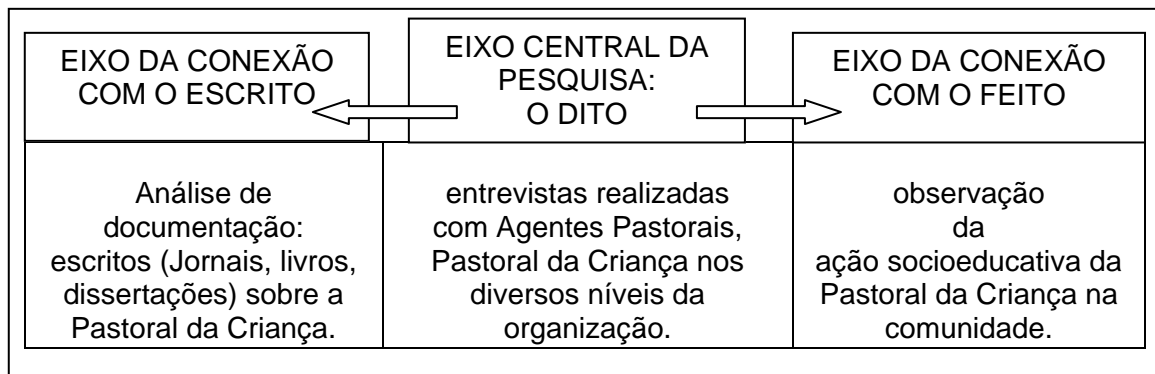 EIXO DA CONEXÃO
COM O ESCRITO
EIXO CENTRAL DA
PESQUISA:
O DITO
EIXO DA CONEXÃO
COM O FEITO
Análise de
documentação:
escritos (Jornais, livros,
dissertações) sobre a
Pastoral da Criança.
entrevistas realizadas
com Agentes Pastorais,
Pastoral da Criança nos
diversos níveis da
organização.
observação
da
ação socioeducativa da
Pastoral da Criança na
comunidade.